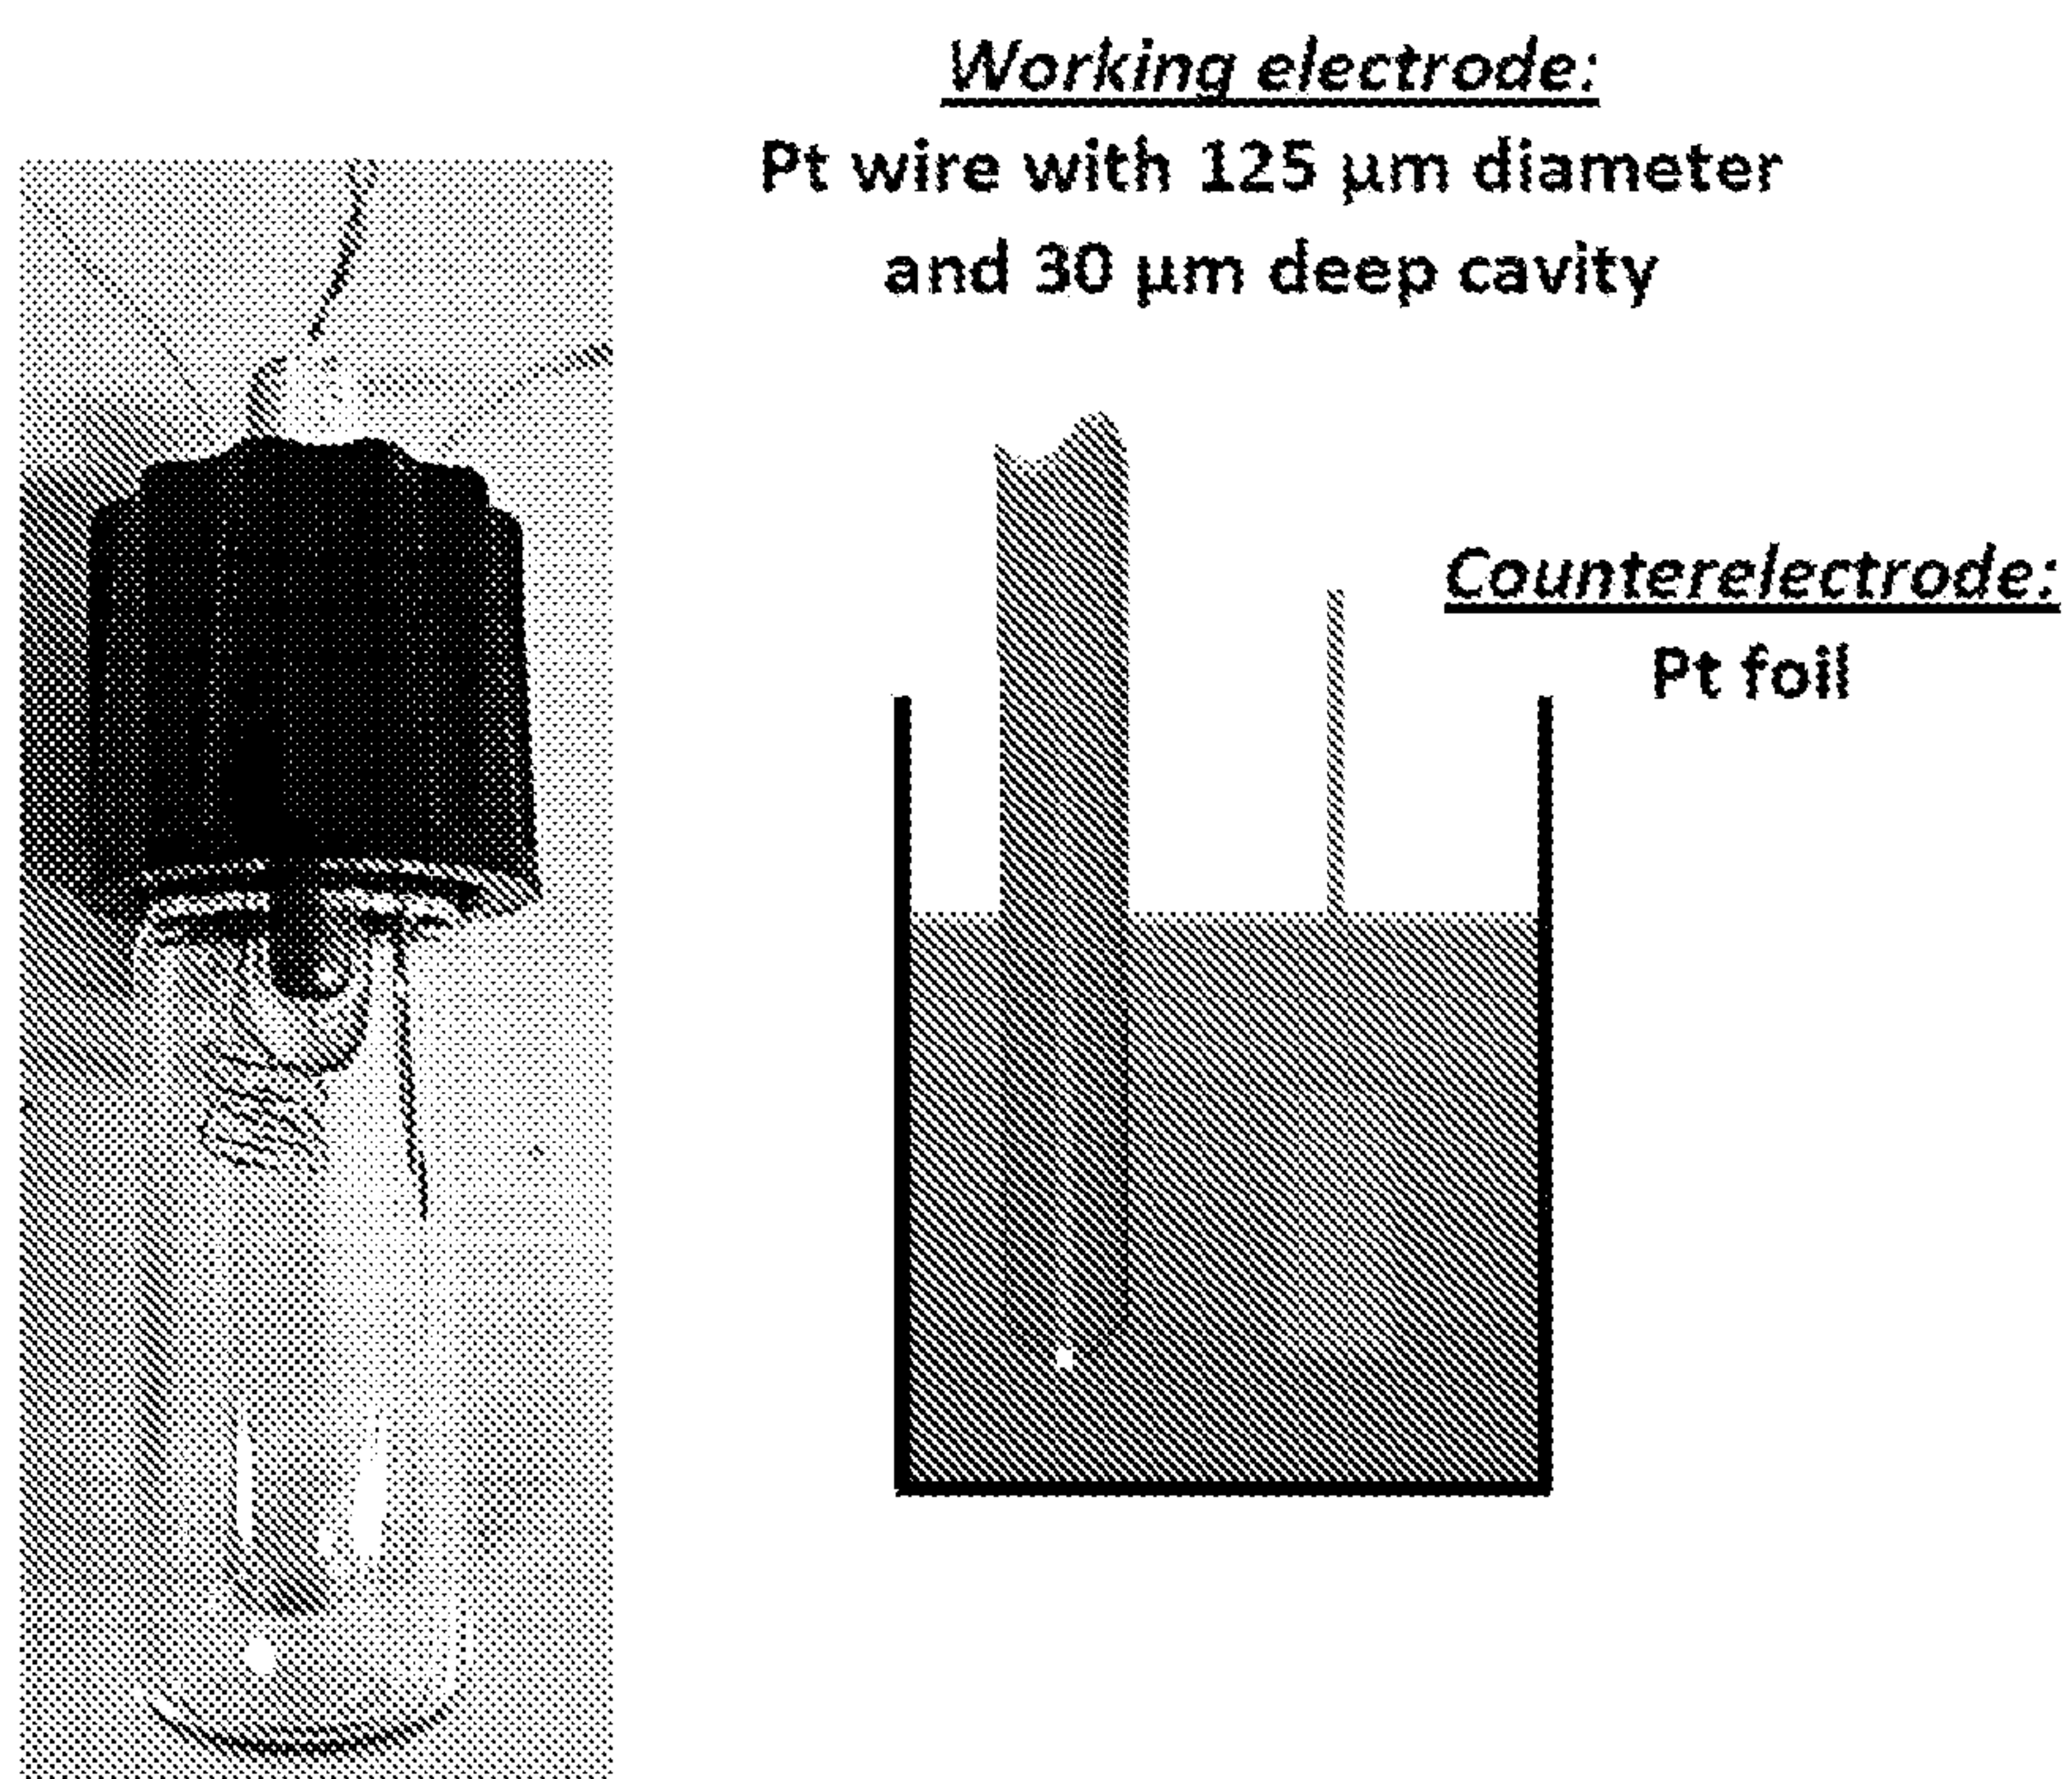 Working electrode:
Pt wire with 125 µm diameter
and 30 µm deep cavity
Counterelectrode:
Pt foil